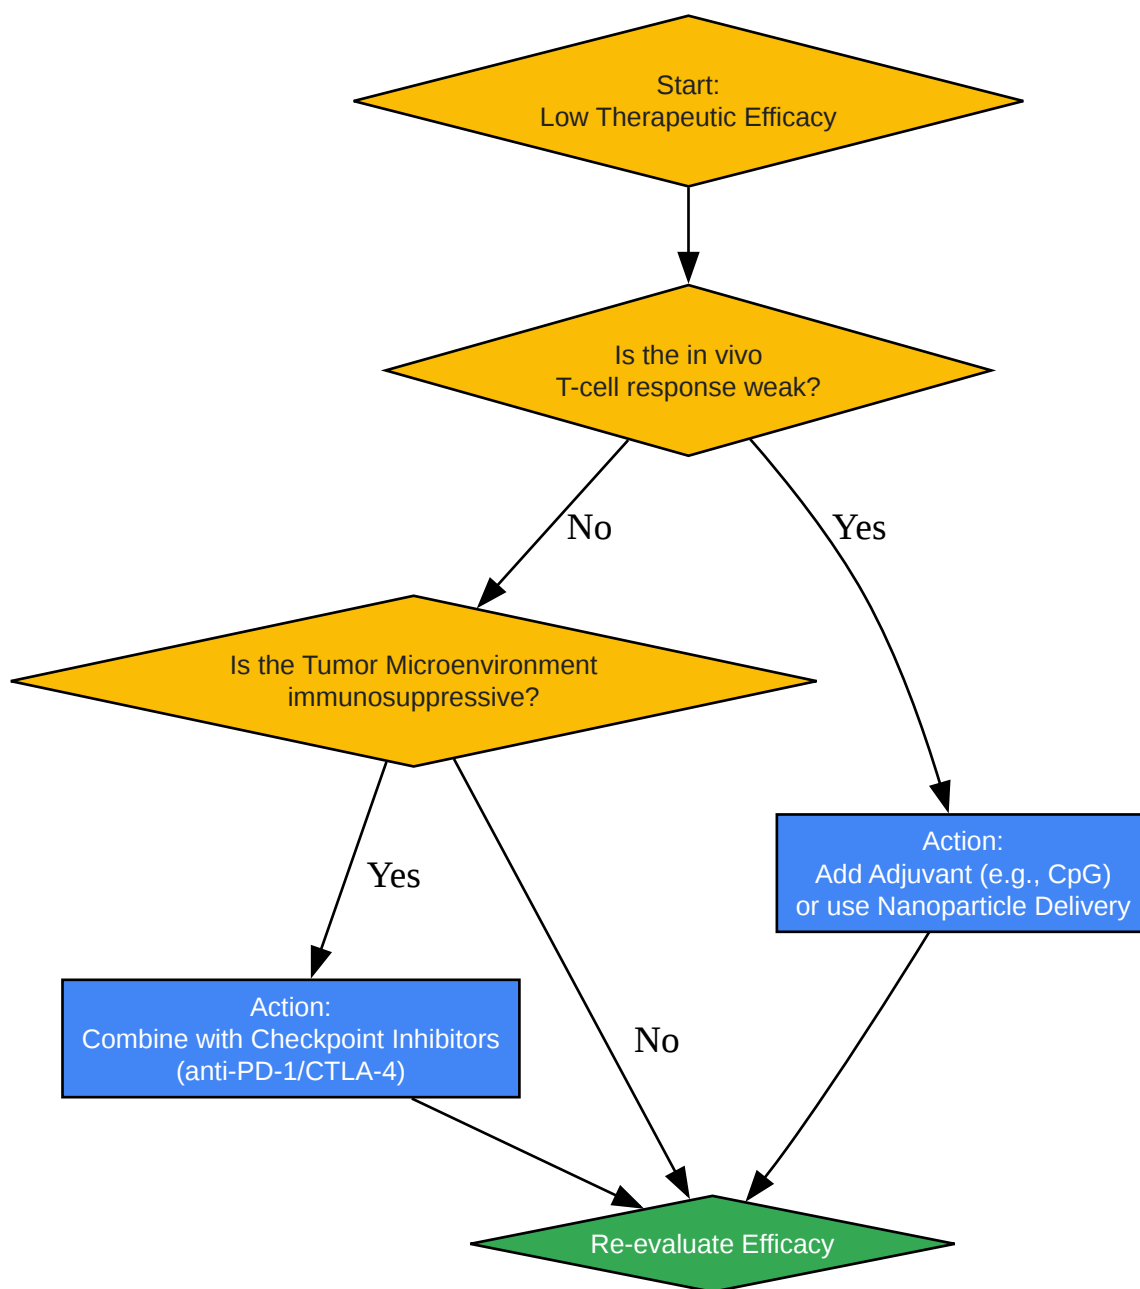 Start:
Low Therapeutic Efficacy
Is the in vivo
T-cell response weak?
No
Yes
Is the Tumor Microenvironment
immunosuppressive?
Action:
Add Adjuvant (e.g., CpG)
or use Nanoparticle Delivery
Yes
Action:
Combine with Checkpoint Inhibitors
(anti-PD-1/CTLA-4)
No
Re-evaluate Efficacy